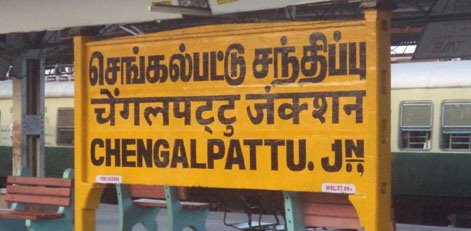 செங்கல்பட்டு சந்திப்பு
चेंगलपट्टु जंक्शन
CHENGALPATTU. JN